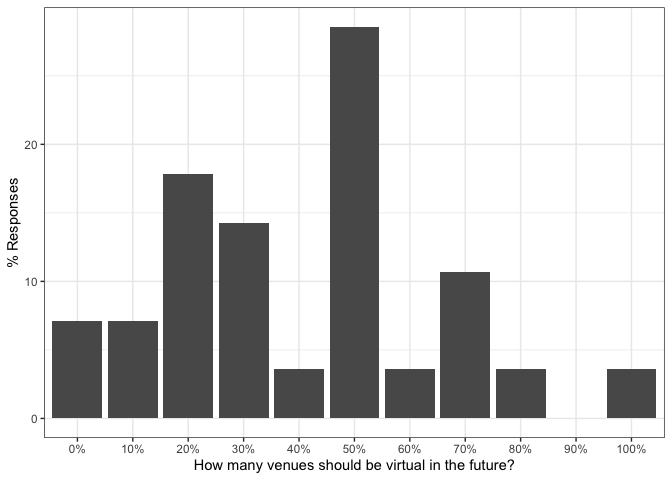 % Responses
20
10
0
0% 10% 20% 30% 40% 50% 60% 70% 80% 90% 100%
How many venues should be virtual in the future?